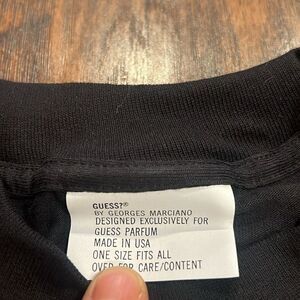 GUESS?®
BY GEORGES MARCIANO
DESIGNED EXCLUSIVELY FOR
GUESS PARFUM
MADE IN USA
ONE SIZE FITS ALL
OVER FOR CARE/CONTENT